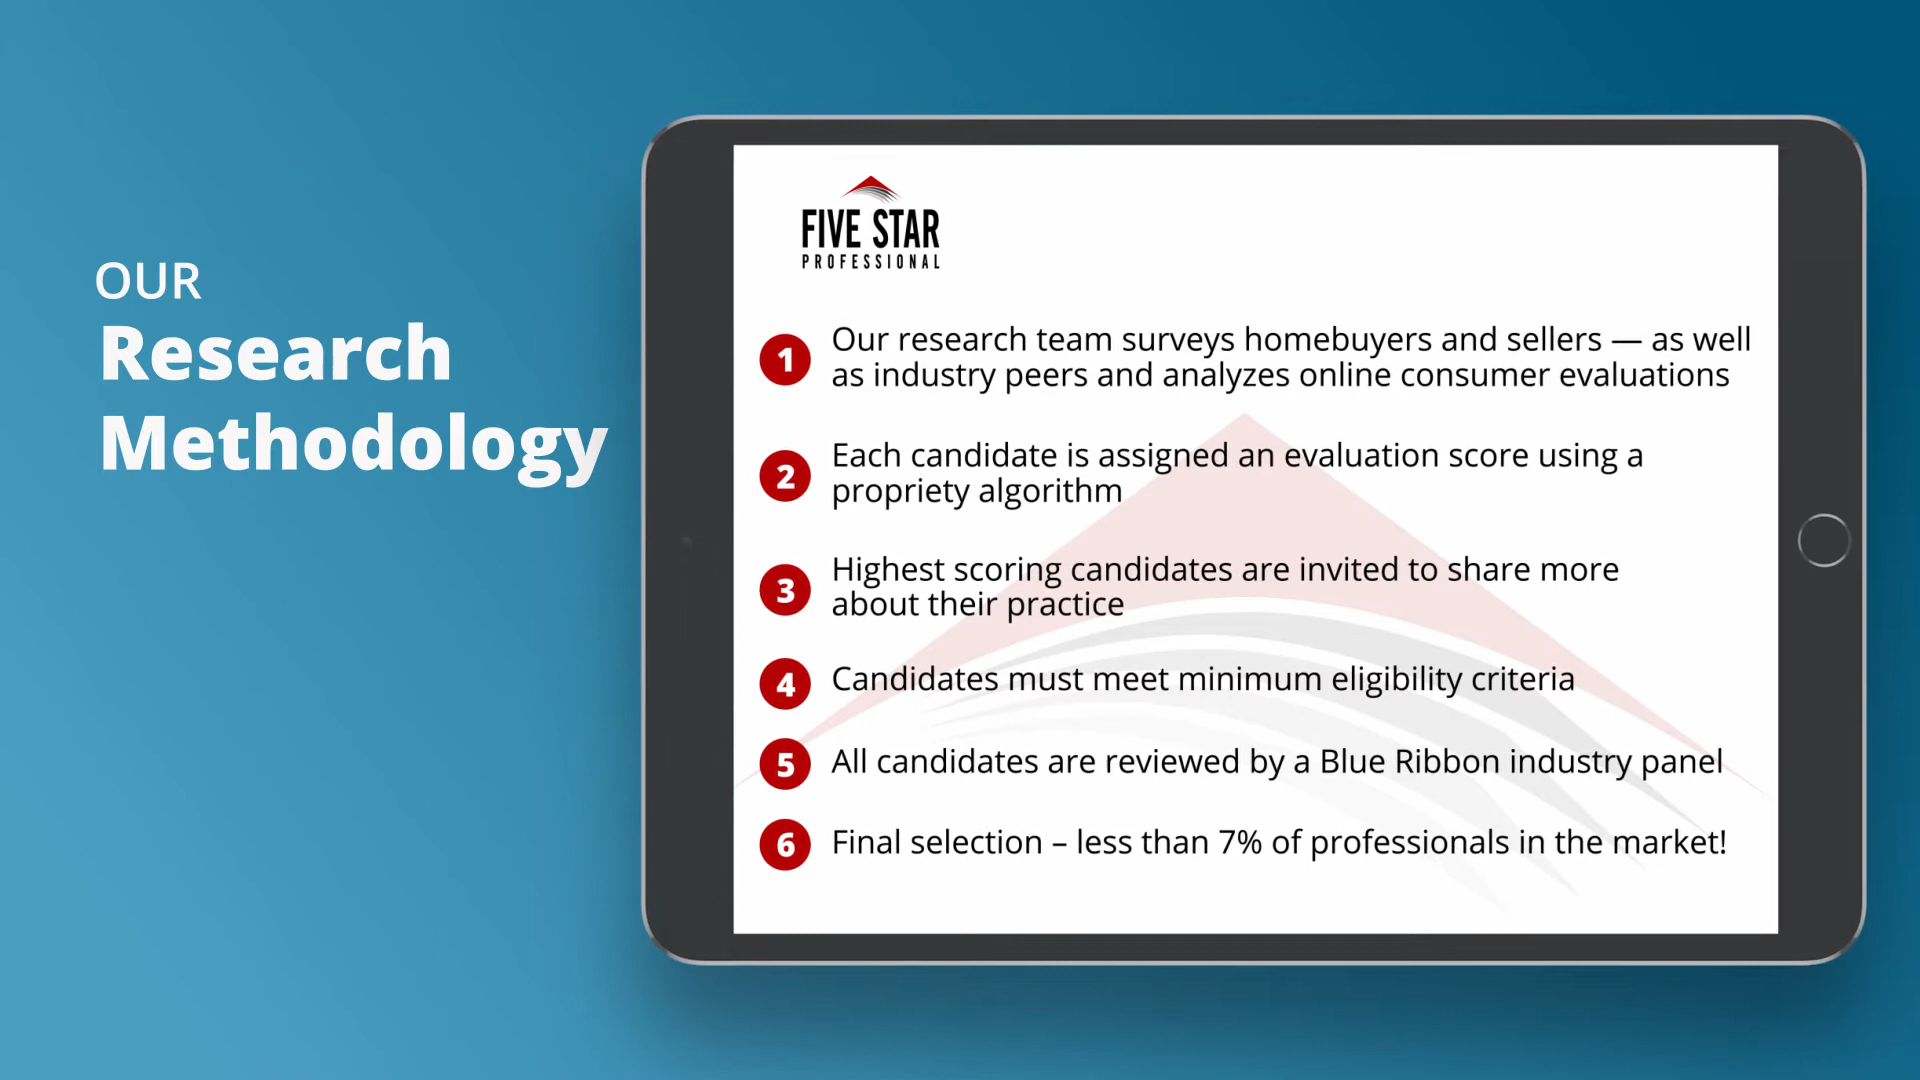 OUR
Research
Methodology
FIVE STAR
PROFESSIONAL
1 Our research team surveys homebuyers and sellers — as well
as industry peers and analyzes online consumer evaluations
2 Each candidate is assigned an evaluation score using a
propriety algorithm
3 Highest scoring candidates are invited to share more
about their practice
4 Candidates must meet minimum eligibility criteria
5 All candidates are reviewed by a Blue Ribbon industry panel
6 Final selection – less than 7% of professionals in the market!